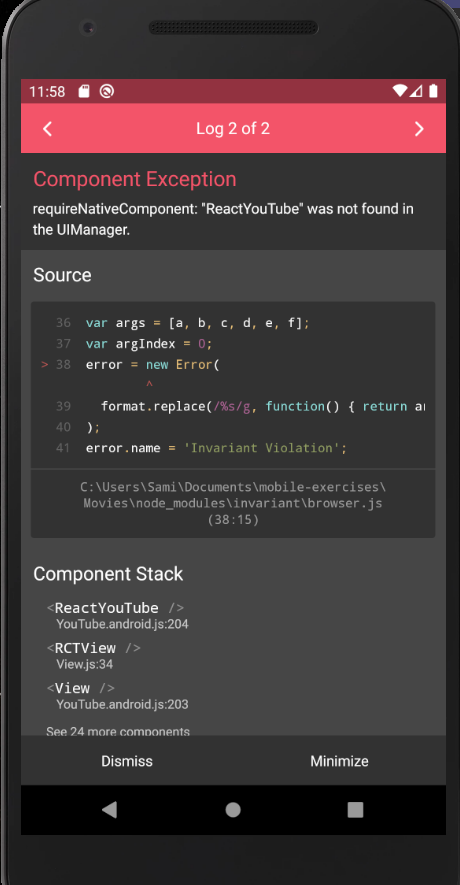 11:58
Log 2 of 2
Component Exception
requireNativeComponent: "ReactYouTube" was not found in
the UIManager.
Source
36 var args = [a, b, c, d, e, f];
37 var argIndex = 0;
> 38 error = new Error(
^
39 format.replace(/%s/g, function() { return ar
40 );
41 error.name = 'Invariant Violation';
C:\Users\Sami\Documents\mobile-exercises\
Movies\node_modules\invariant\browser.js
(38:15)
Component Stack
<ReactYouTube />
YouTube.android.js:204
<RCTView />
View.js:34
<View />
YouTube.android.js:203
See 24 more components
Dismiss Minimize